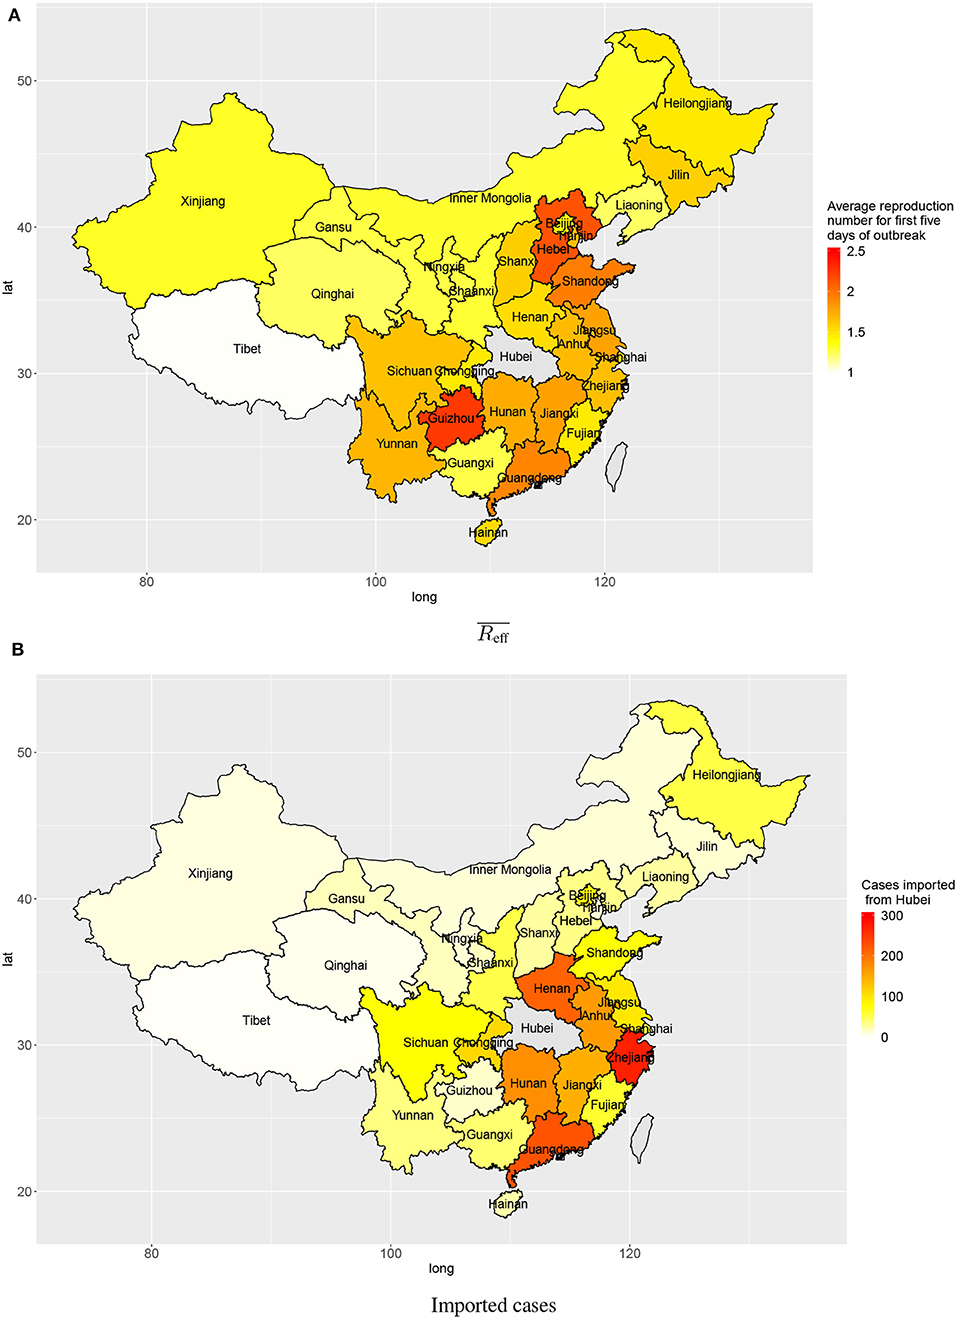 A
50
40
30
20
lat
Heilongjiang
Jilin
Xinjiang
Inner Mongolia
Liaoning
Gansu
Beijing
Tianjin
Hebei
Ningxia
Shanxi
Shaanxi
Shandong
Qinghai
Henan
Jiangsu
Anhui
Tibet
Hubei
Shanghai
Sichuan
Chongqing
Zhejiang
Hunan
Jiangxi
Guizhou
Fujian
Yunnan
Guangxi
Guangdong
Hainan
80
100
120
long
Average reproduction
number for first five
days of outbreak
2.5
2
1.5
1
R eff
B
50
40
30
20
lat
Heilongjiang
Jilin
Xinjiang
Inner Mongolia
Liaoning
Gansu
Beijing
Tianjin
Hebei
Shanxi
Ningxia
Shaanxi
Shandong
Qinghai
Henan
Jiangsu
Anhui
Tibet
Hubei
Shanghai
Sichuan
Chongqing
Zhejiang
Hunan
Jiangxi
Guizhou
Fujian
Yunnan
Guangxi
Guangdong
Hainan
80
100
120
long
Cases imported
from Hubei
300
200
100
0
Imported cases